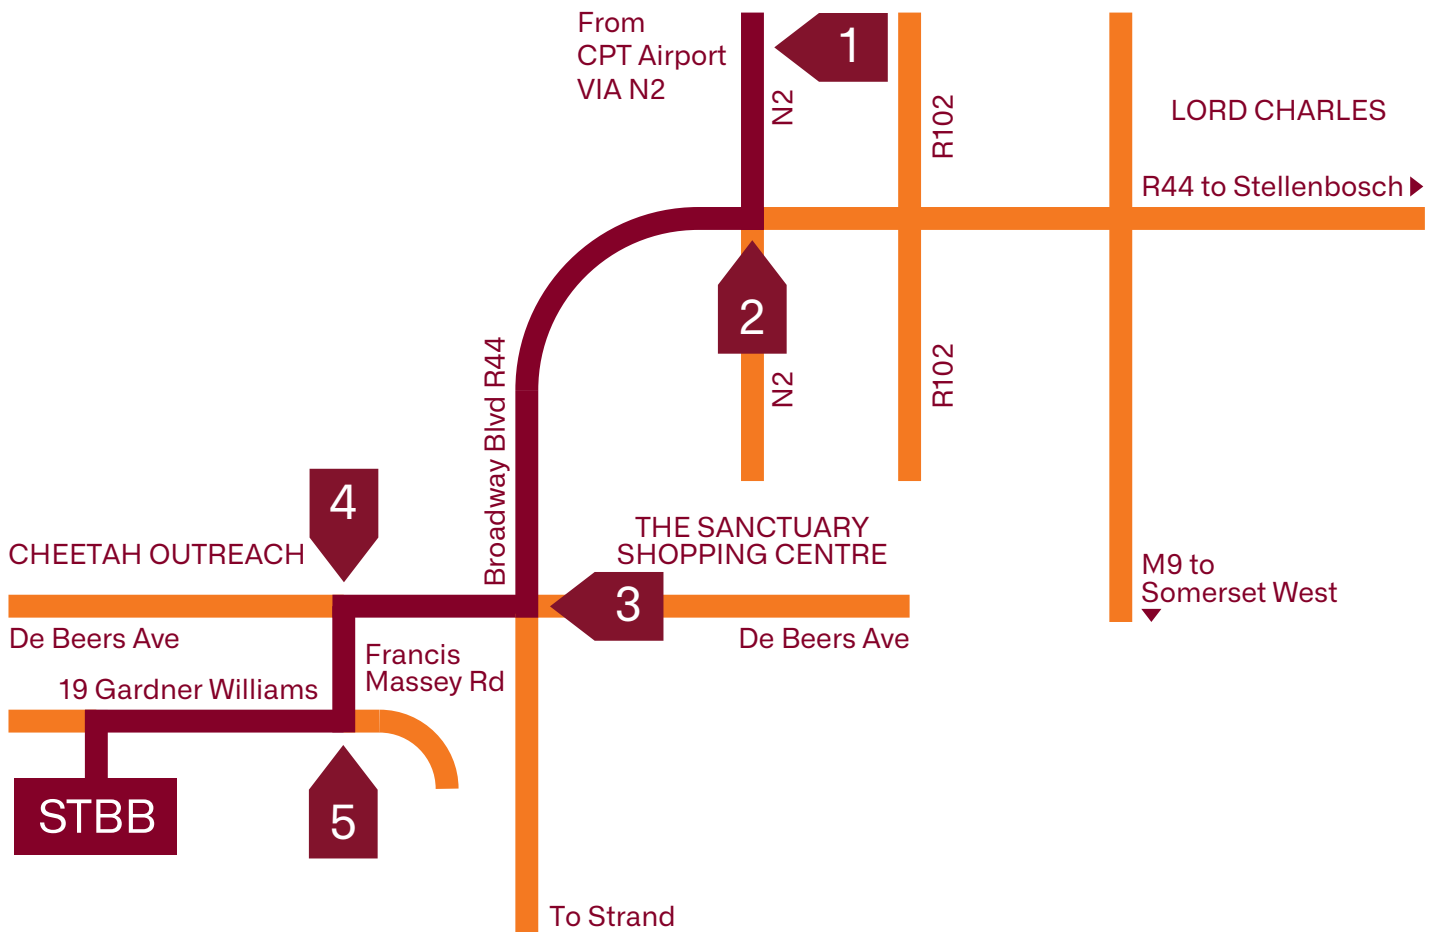 From
CPT Airport
VIA N2
1
N2
R102
LORD CHARLES
R44 to Stellenbosch
2
N2
R102
Broadway Blvd R44
4
CHEETAH OUTREACH
THE SANCTUARY
SHOPPING CENTRE
M9 to
Somerset West
3
De Beers Ave
De Beers Ave
Francis
Massey Rd
19 Gardner Williams
STBB
5
To Strand